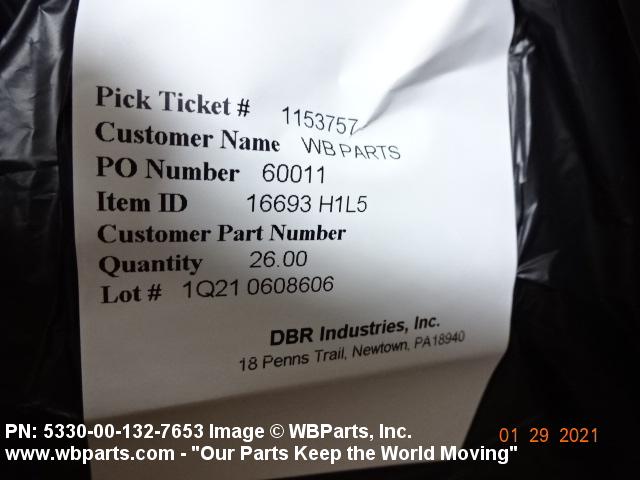 Pick Ticket # 1153757
Customer Name WB PARTS
PO Number 60011
Item ID 16693 H1L5
Customer Part Number
Quantity 26.00
Lot # 1Q21 0608606
DBR Industries, Inc.
18 Penns Trail, Newtown, PA18940
PN: 5330-00-132-7653 Image © WBParts, Inc.
01 29 2021
www.wbparts.com - "Our Parts Keep the World Moving"